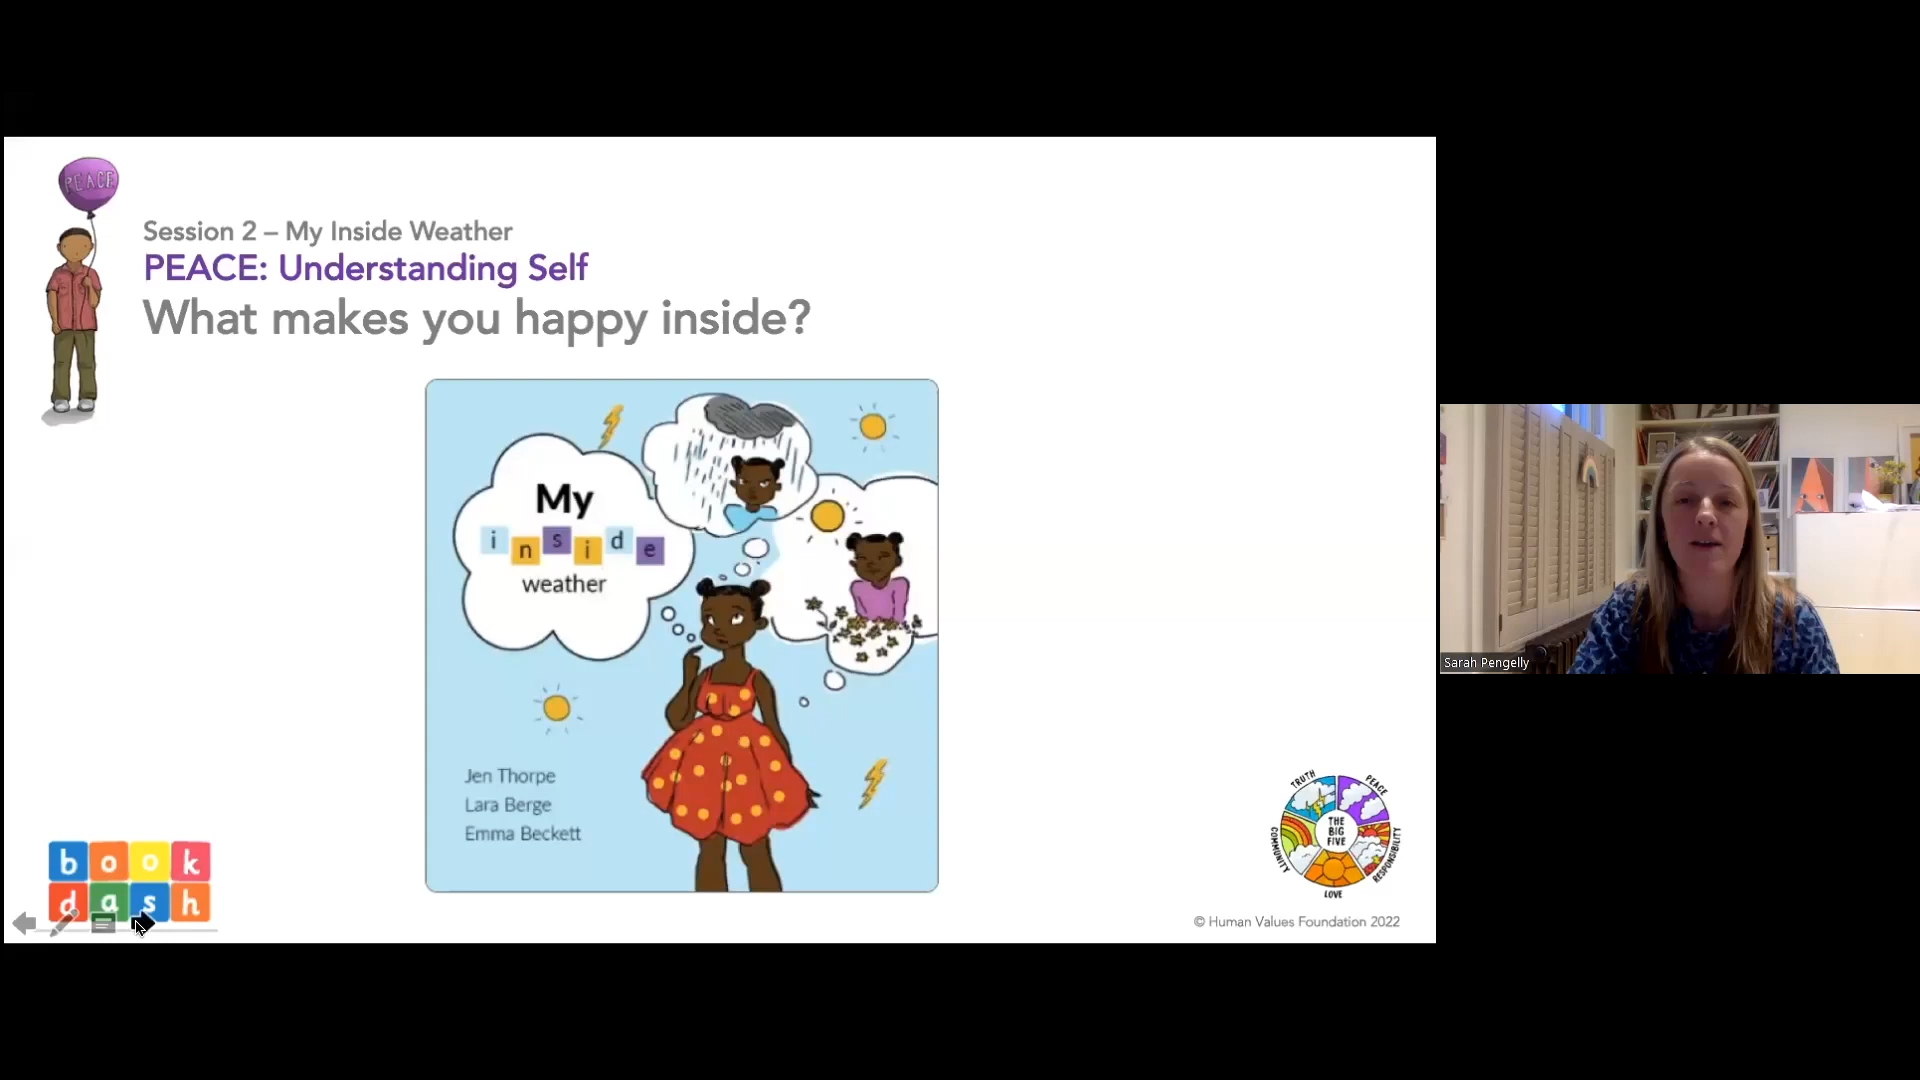 PEACE
Session 2 – My Inside Weather
PEACE: Understanding Self
What makes you happy inside?
My
inside
weather
Jen Thorpe
Lara Berge
Emma Beckett
book
dash
TRUTH
PEACE
THE
BIG
FIVE
COMMUNITY
RESPONSIBILITY
LOVE
© Human Values Foundation 2022
Sarah Pengelly